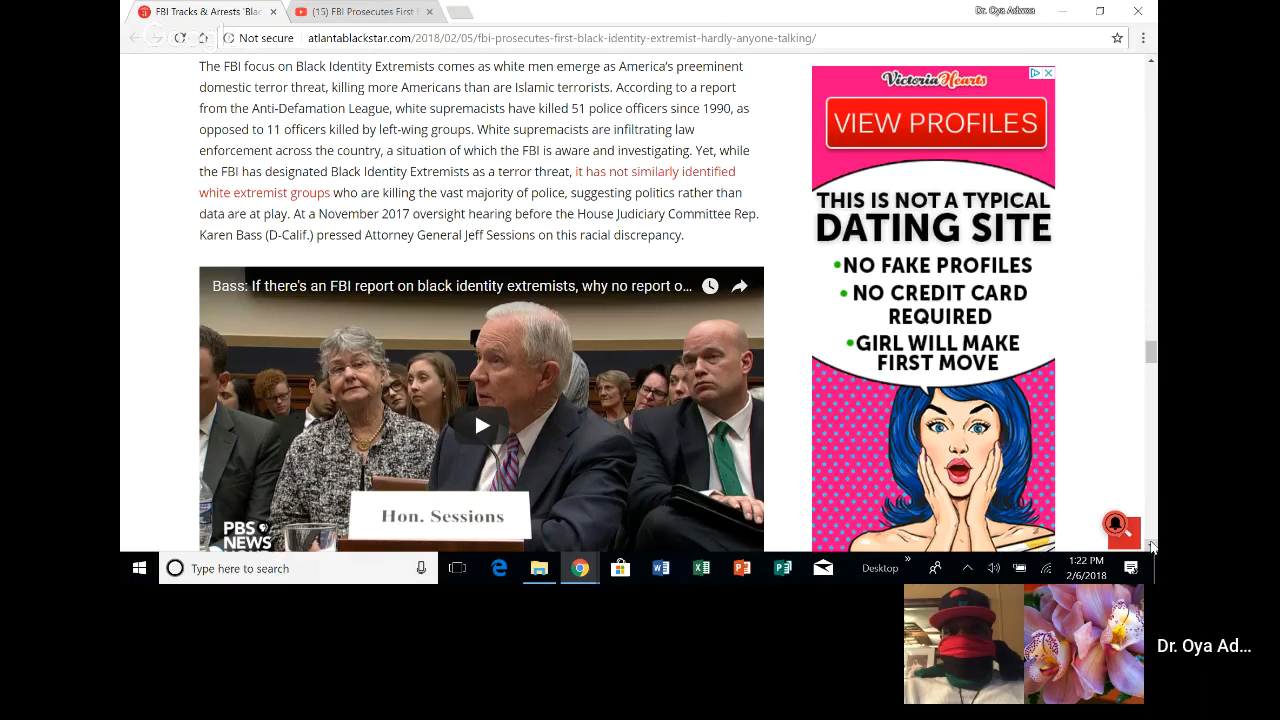 FBI Tracks & Arrests 'Blac
(15) FBI Prosecutes First
Dr. Oya Advoxa
Google
Not secure
atlantablackstar.com/2018/02/05/fbi-prosecutes-first-black-identity-extremist-hardly-anyone-talking/
The FBI focus on Black Identity Extremists comes as white men emerge as America's preeminent
domestic terror threat, killing more Americans than are Islamic terrorists. According to a report
from the Anti-Defamation League, white supremacists have killed 51 police officers since 1990, as
opposed to 11 officers killed by left-wing groups. White supremacists are infiltrating law
enforcement across the country, a situation of which the FBI is aware and investigating. Yet, while
the FBI has designated Black Identity Extremists as a terror threat, it has not similarly identified
white extremist groups who are killing the vast majority of police, suggesting politics rather than
data are at play. At a November 2017 oversight hearing before the House Judiciary Committee Rep.
Karen Bass (D-Calif.) pressed Attorney General Jeff Sessions on this racial discrepancy.
Bass: If there's an FBI report on black identity extremists, why no report o...
Hon. Sessions
PBS
NEWS
Victoria Hearts
VIEW PROFILES
THIS IS NOT A TYPICAL
DATING SITE
•NO FAKE PROFILES
• NO CREDIT CARD
REQUIRED
•GIRL WILL MAKE
FIRST MOVE
Type here to search
Desktop
1:22 PM
2/6/2018
Dr. Oya Ad...